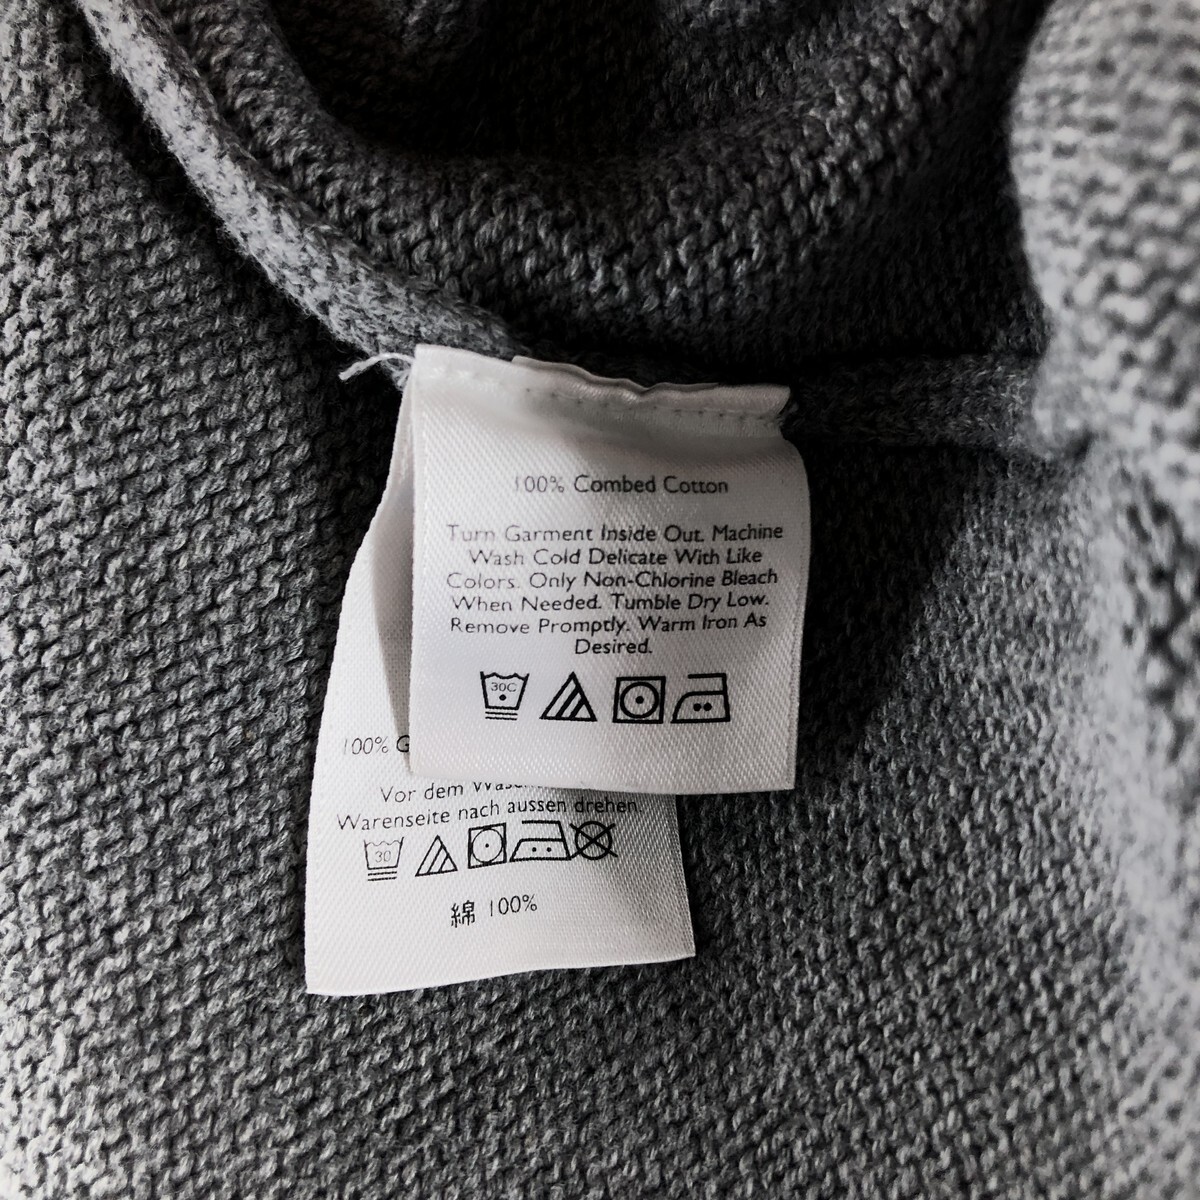 100% Combed Cotton
Turn Garment Inside Out. Machine
Wash Cold Delicate With Like
Colors. Only Non-Chlorine Bleach
When Needed. Tumble Dry Low.
Remove Promptly. Warm Iron As
Desired.
30C
100%
Vor dem
Warenseite nach aussen drehen.
30
綿 100%